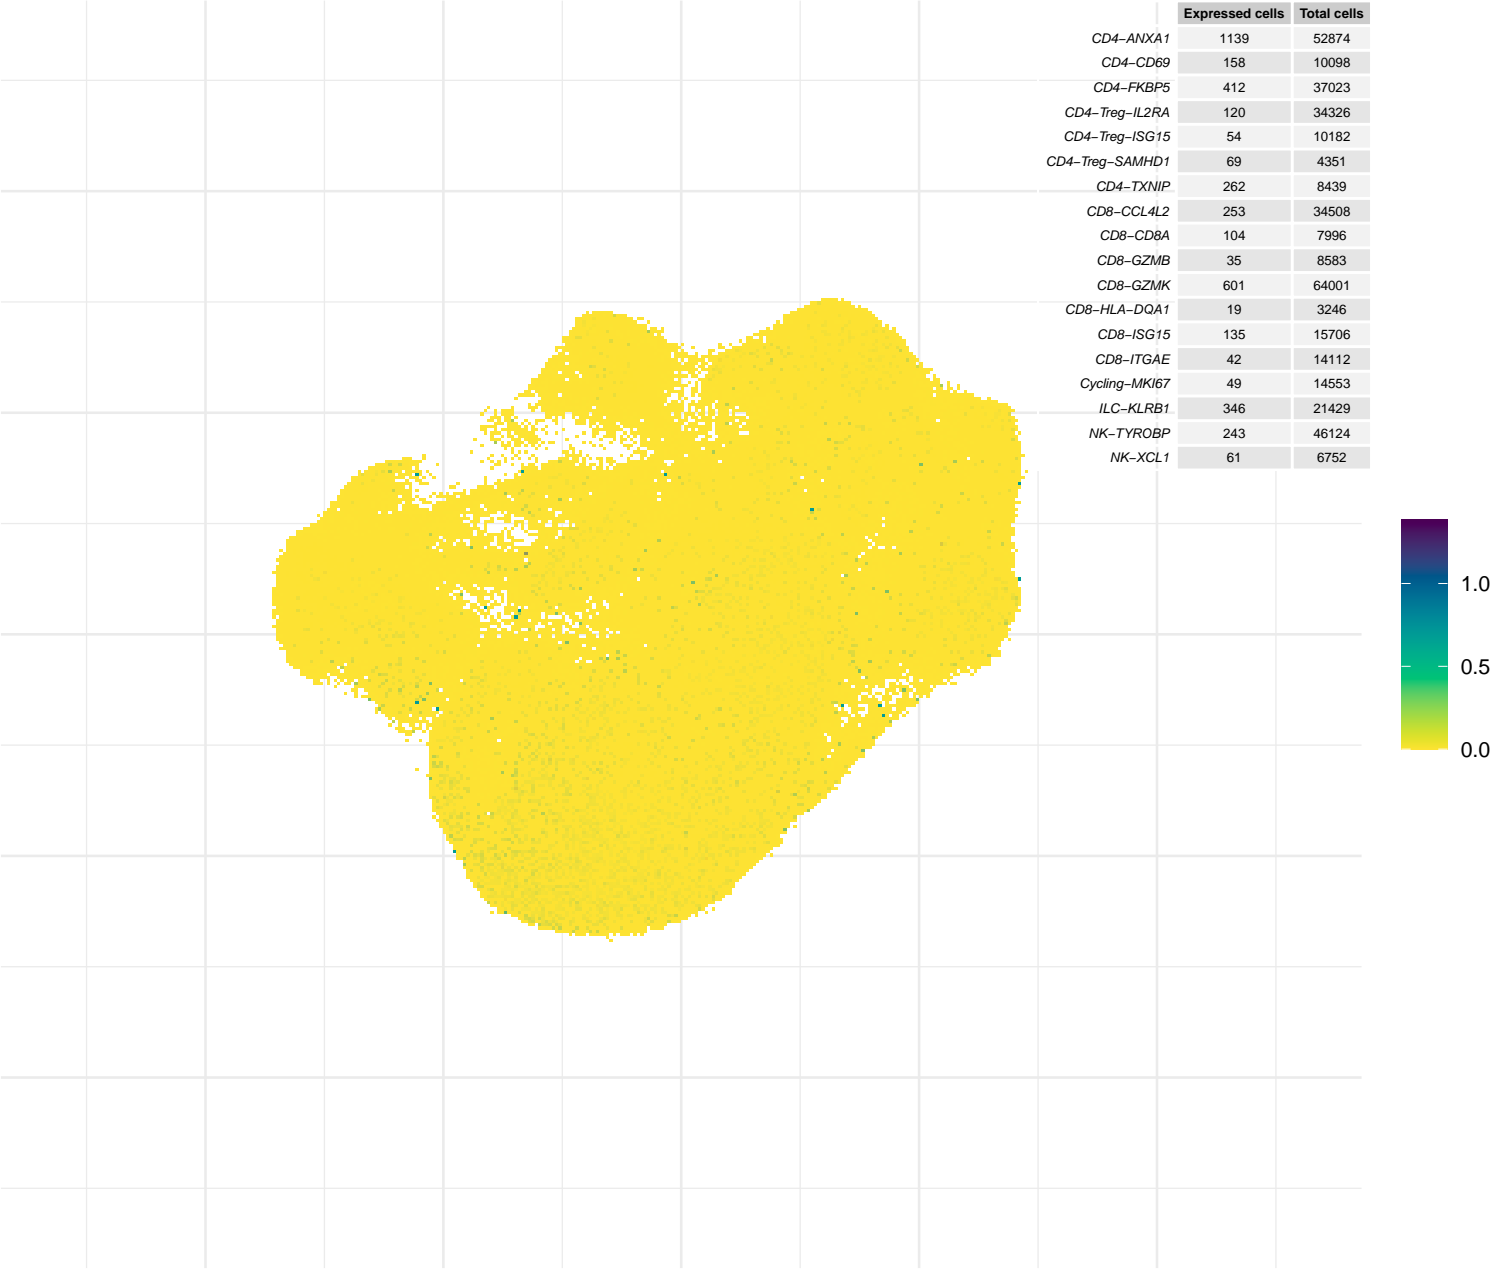 Expressed cells Total cells
CD4−ANXA1 1139 52874
CD4−CD69 158 10098
CD4−FKBP5 412 37023
CD4−Treg−IL2RA 120 34326
CD4−Treg−ISG15 54 10182
CD4−Treg−SAMHD1 69 4351
CD4−TXNIP 262 8439
CD8−CCL4L2 253 34508
CD8−CD8A 104 7996
CD8−GZMB 35 8583
CD8−GZMK 601 64001
CD8−HLA−DQA1 19 3246
CD8−ISG15 135 15706
CD8−ITGAE 42 14112
Cycling−MKI67 49 14553
ILC−KLRB1 346 21429
NK−TYROBP 243 46124
NK−XCL1 61 6752
1.0
0.5
0.0